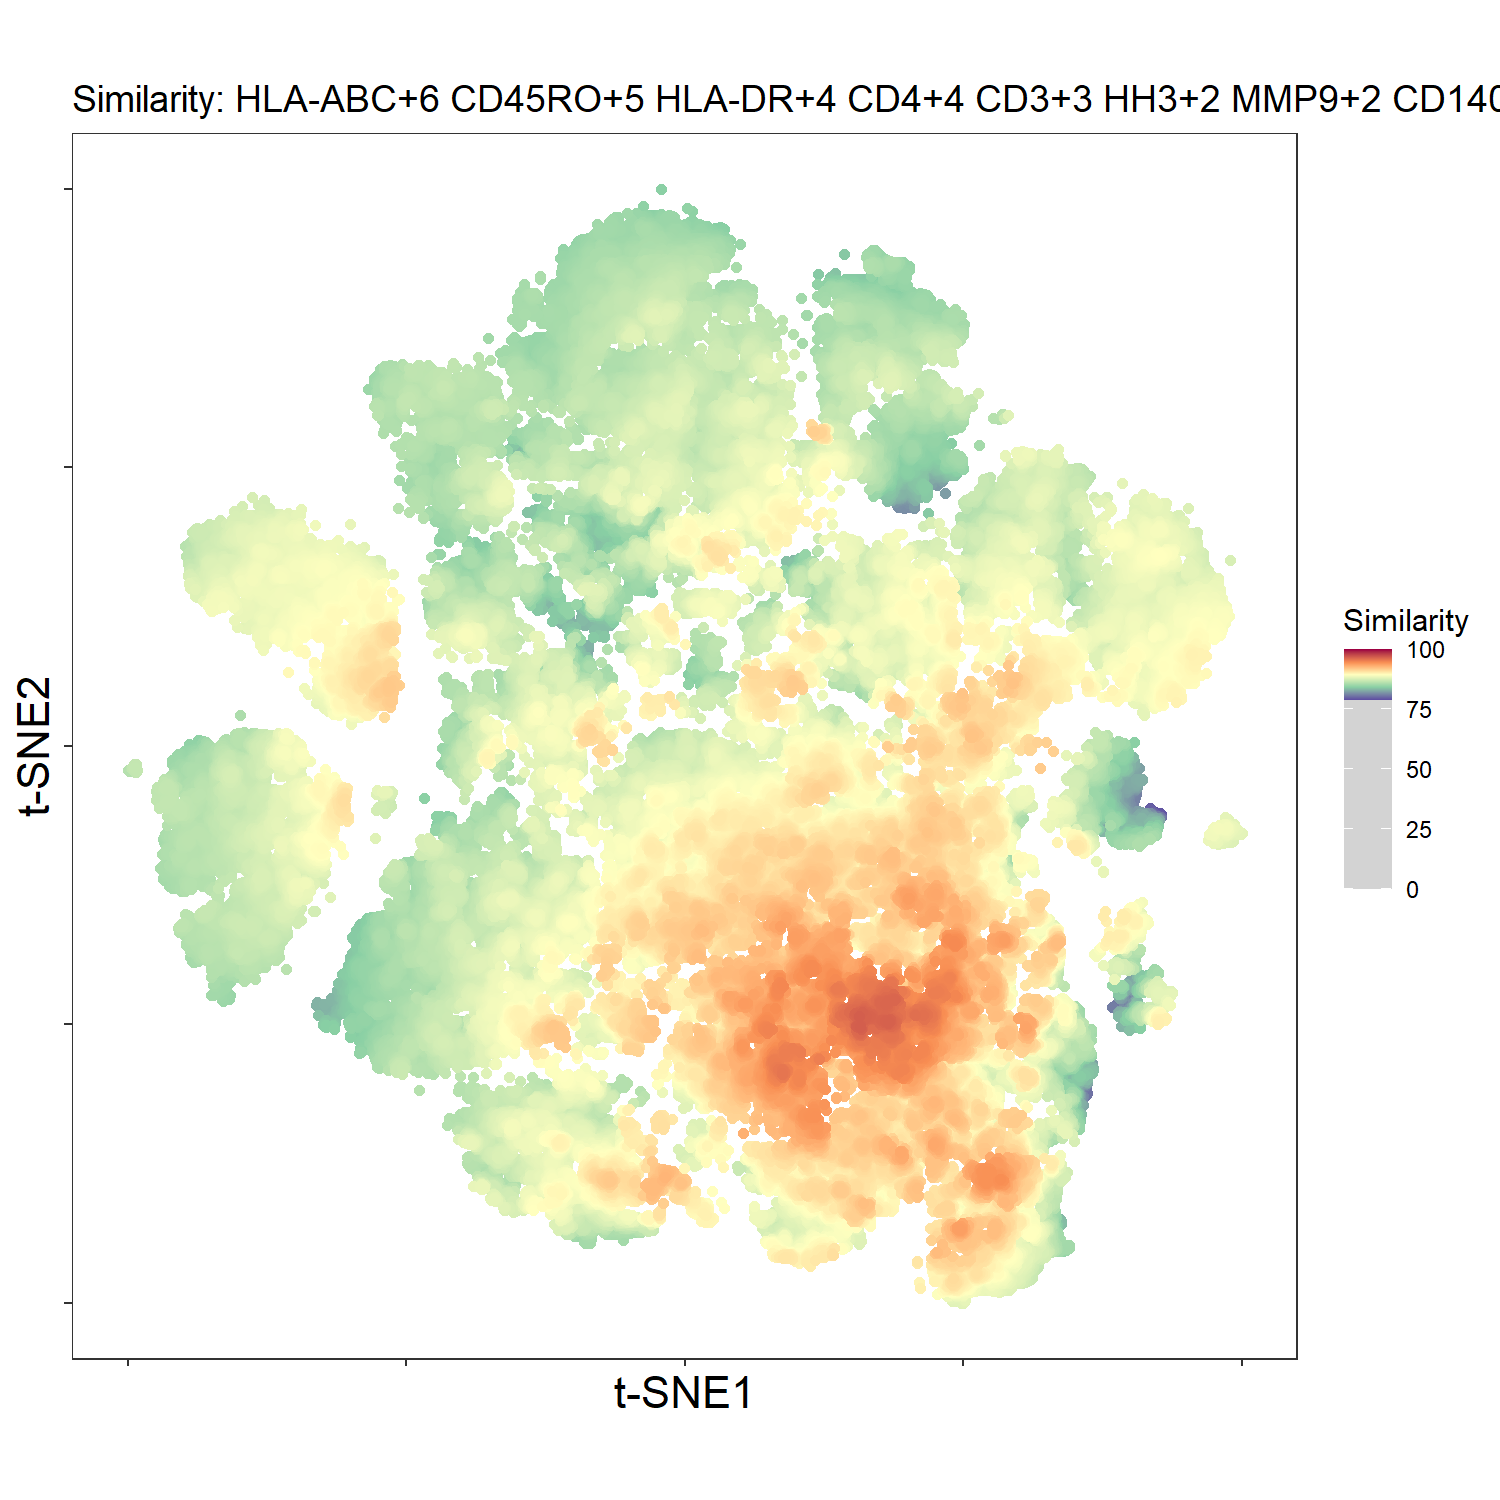 Similarity: HLA-ABC+6 CD45RO+5 HLA-DR+4 CD4+4 CD3+3 HH3+2 MMP9+2 CD140
t-SNE2
t-SNE1
Similarity
100
75
50
25
0